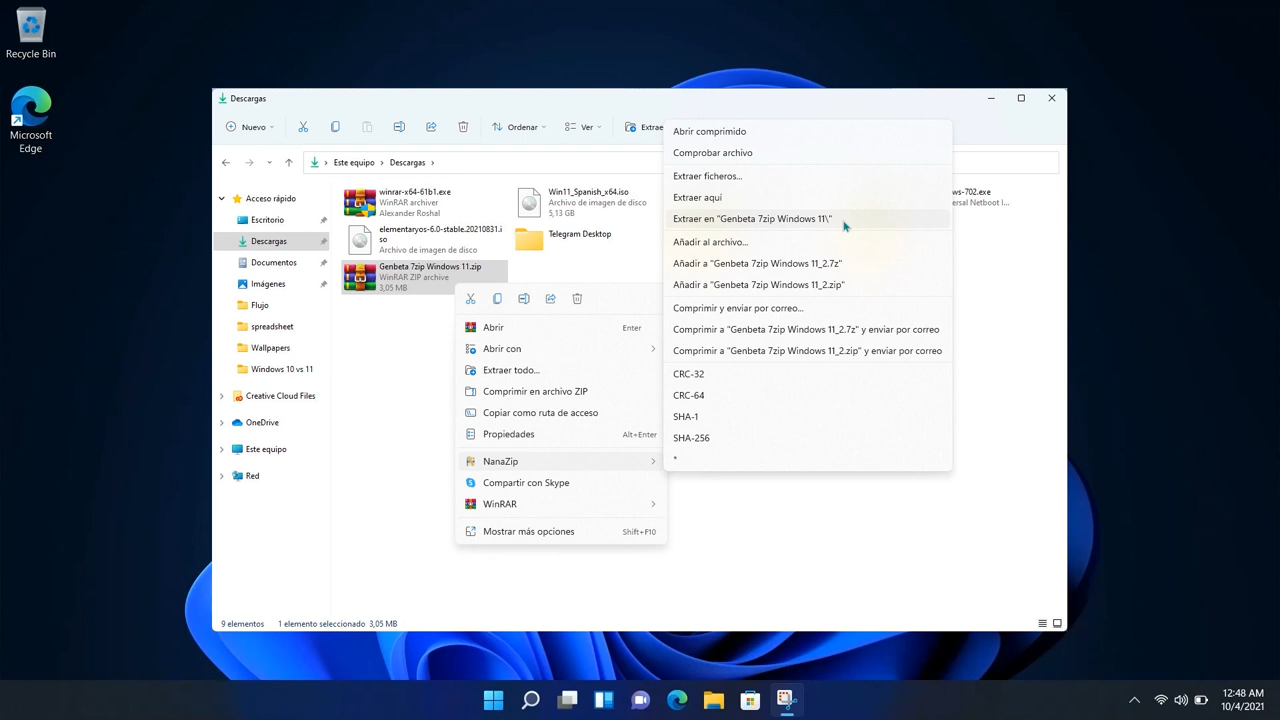 Recycle Bin
Microsoft
Edge
Descargas
Nuevo
Ordenar
Ver
Este equipo
Descargas
Acceso rápido
Escritorio
Descargas
Documentos
Imágenes
Flujo
spreadsheet
Wallpapers
Windows 10 vs 11
Creative Cloud Files
OneDrive
Este equipo
Red
winrar-x64-61b1.exe
WinRAR archiver
Alexander Roshal
Win11_Spanish_x64.iso
Archivo de imagen de disco
5,13 GB
elementaryos-6.0-stable.20210831.is
o
Archivo de imagen de disco
Telegram Desktop
Genbeta 7zip Windows 11.zip
WinRAR ZIP archive
3,05 MB
Abrir Enter
Abrir con
Extraer todo...
Comprimir en archivo ZIP
Copiar como ruta de acceso
Propiedades Alt+Enter
NanaZip
Compartir con Skype
WinRAR
Mostrar más opciones Shift+F10
Abrir comprimido
Comprobar archivo
Extraer ficheros...
Extraer aquí
Extraer en "Genbeta 7zip Windows 11\"
Añadir al archivo...
Añadir a "Genbeta 7zip Windows 11_2.7z"
Añadir a "Genbeta 7zip Windows 11_2.zip"
Comprimir y enviar por correo...
Comprimir a "Genbeta 7zip Windows 11_2.7z" y enviar por correo
Comprimir a "Genbeta 7zip Windows 11_2.zip" y enviar por correo
CRC-32
CRC-64
SHA-1
SHA-256
*
9 elementos 1 elemento seleccionado 3,05 MB
12:48 AM
10/4/2021